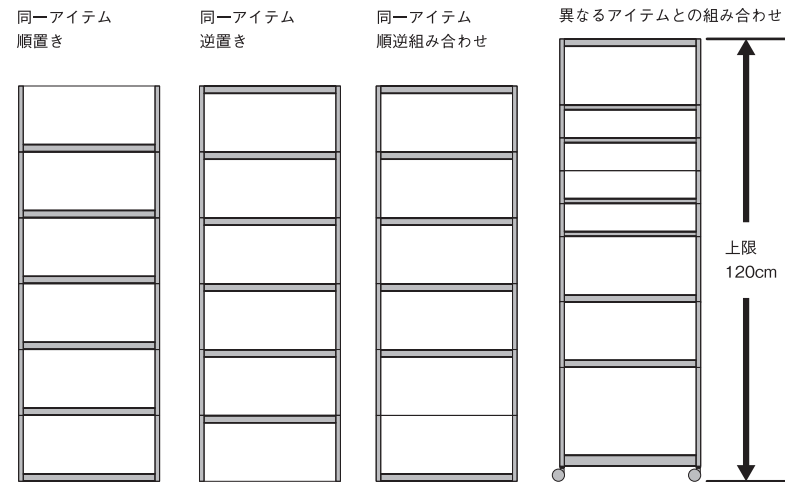 同一アイテム
順置き
同一アイテム
逆置き
同一アイテム
順逆組み合わせ
異なるアイテムとの組み合わせ
上限
120cm